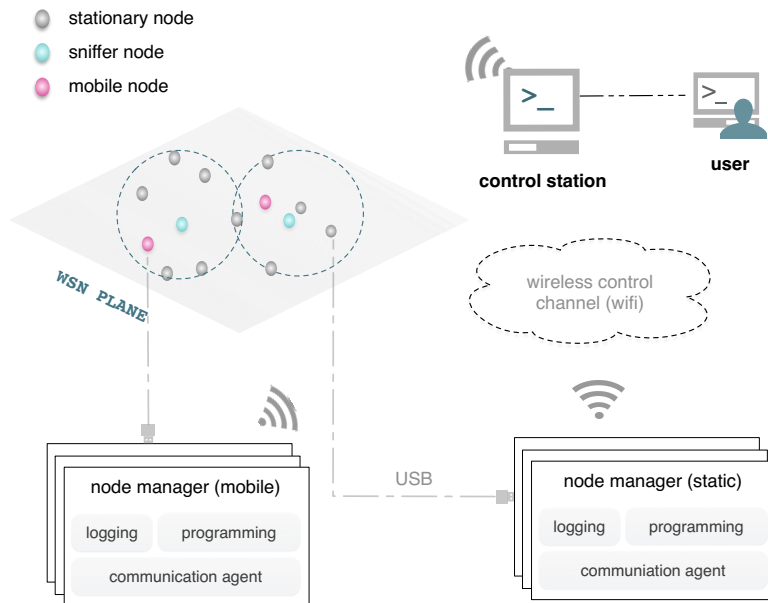 stationary node
sniffer node
mobile node
>_
>_
control station
user
WSN PLANE
wireless control
channel (wifi)
USB
node manager (mobile)
logging
programming
communication agent
node manager (static)
logging
programming
communiation agent